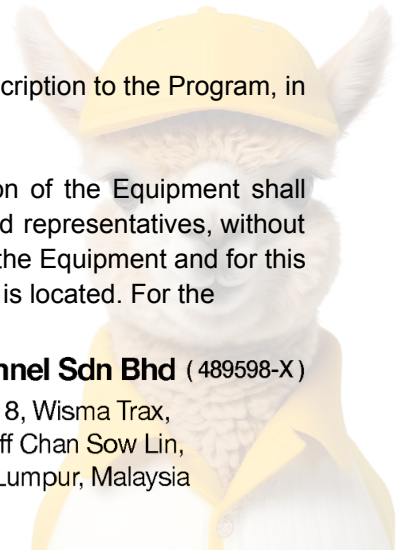 cription to the Program, in
on of the Equipment shall
d representatives, without
the Equipment and for this
is located. For the
nnel Sdn Bhd (489598-X)
8, Wisma Trax,
ff Chan Sow Lin,
Lumpur, Malaysia